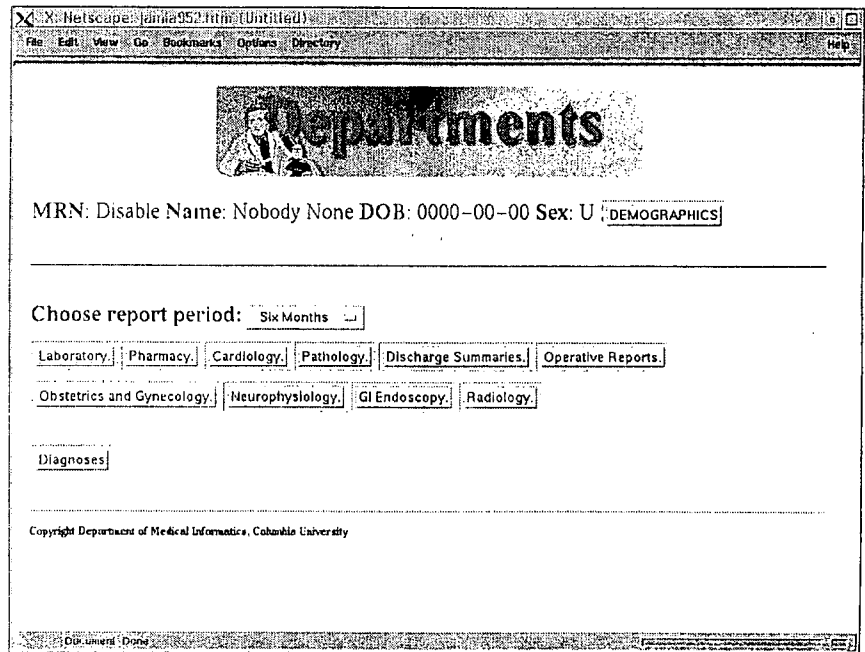 X: Netscape: jamia952.htm (Untitled)
File Edit View Go Bookmarks Options Directory Help
Departments
MRN: Disable Name: Nobody None DOB: 0000-00-00 Sex: U DEMOGRAPHICS
Choose report period: Six Months
Laboratory. Pharmacy. Cardiology. Pathology. Discharge Summaries. Operative Reports.
Obstetrics and Gynecology. Neurophysiology. GI Endoscopy. Radiology.
Diagnoses
Copyright Department of Medical Informatics, Columbia University
Document Done